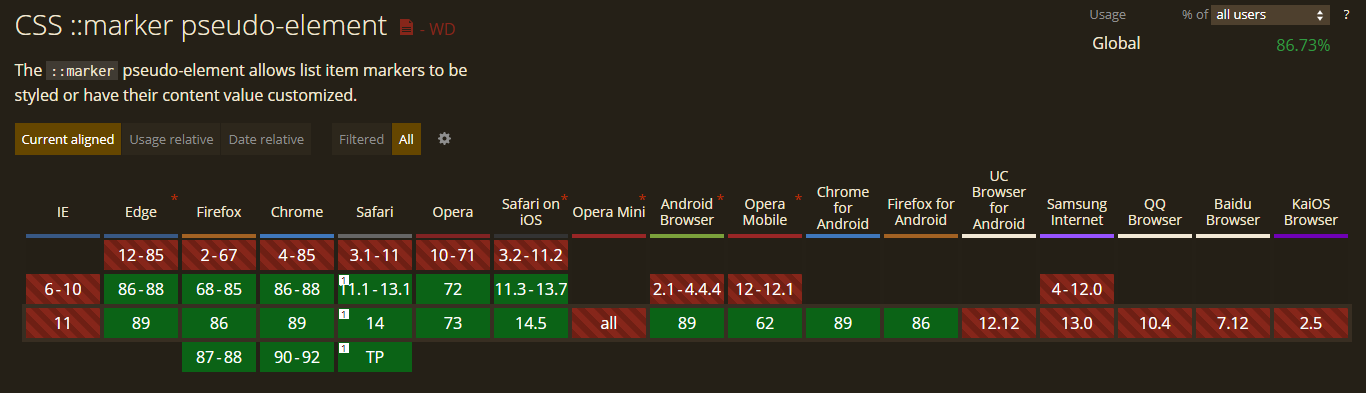 CSS ::marker pseudo-element - WD
Usage % of all users ?
Global 86.73%
The ::marker pseudo-element allows list item markers to be
styled or have their content value customized.
Current aligned Usage relative Date relative Filtered All
IE Edge * Firefox Chrome Safari Opera Safari on iOS * Opera Mini * Android Browser * Opera Mobile * Chrome for Android Firefox for Android UC Browser for Android Samsung Internet QQ Browser Baidu Browser KaiOS Browser
12-85 2-67 4-85 3.1-11 10-71 3.2-11.2
6-10 86-88 68-85 86-88 1 11.1-13.1 72 11.3-13.7 2.1-4.4.4 12-12.1 4-12.0
11 89 86 89 1 14 73 14.5 all 89 62 89 86 12.12 13.0 10.4 7.12 2.5
87-88 90-92 1 TP